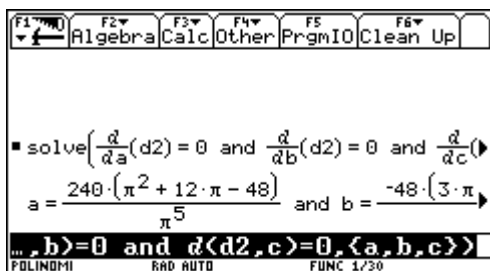 F1 F2 F3 F4 F5 F6
Algebra Calc Other PrgmIO Clean Up
solve(d/da(d2) = 0 and d/db(d2) = 0 and d/dc(
a = 240·(π² + 12·π − 48)/π⁵ and b = -48·(3·π
…,b)=0 and d(d2,c)=0,{a,b,c})
POLINOMI RAD AUTO FUNC 1/30